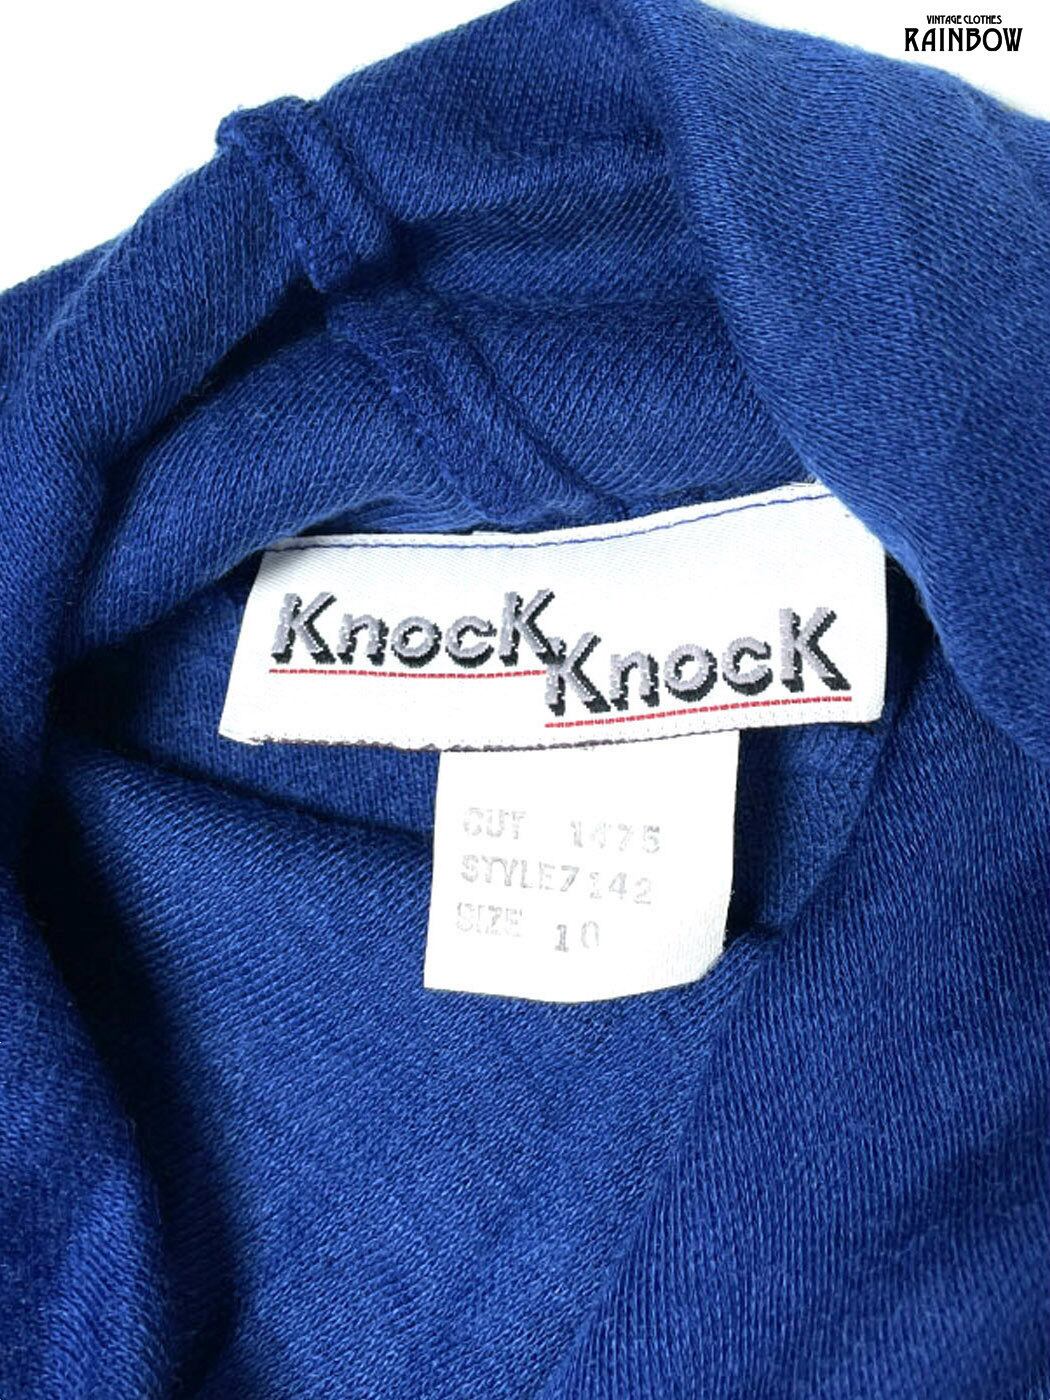 VINTAGE CLOTHES
RAINBOW
Knock
Knock
CUT 1475
STYLE7142
SIZE 10